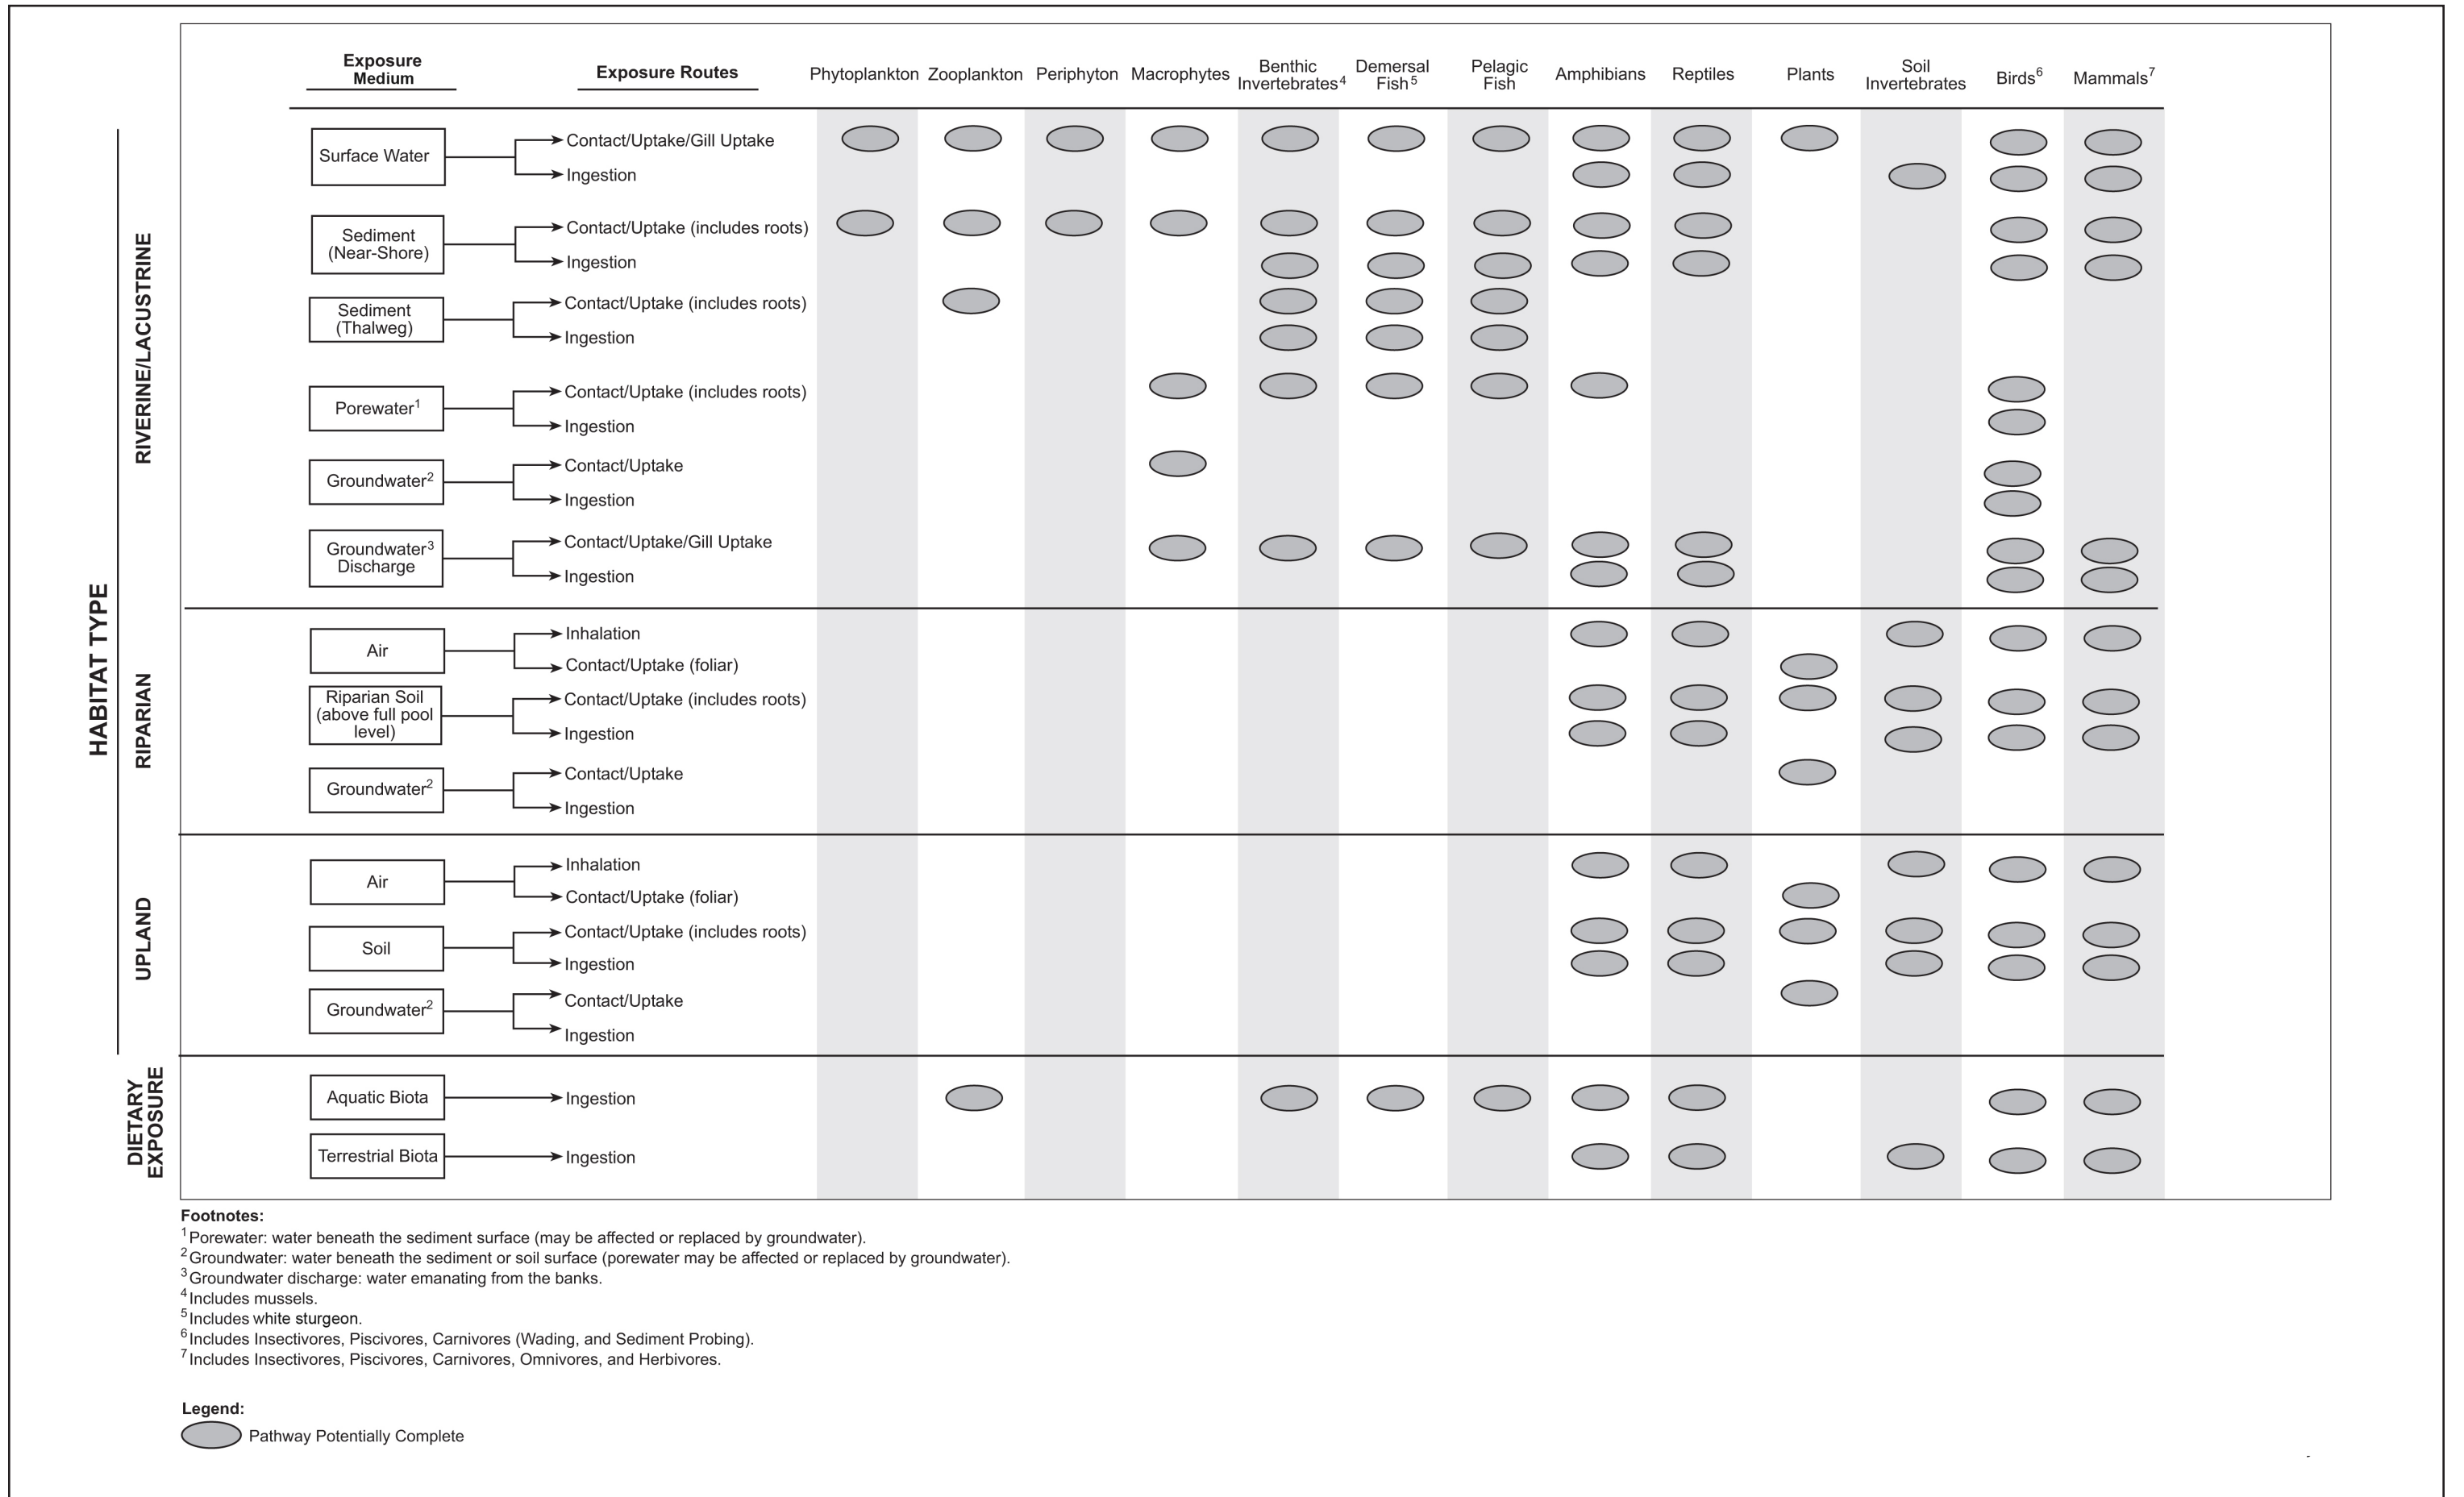 Exposure
Medium
Exposure Routes
Phytoplankton
Zooplankton
Periphyton
Macrophytes
Benthic
Invertebrates4
Demersal
Fish5
Pelagic
Fish
Amphibians
Reptiles
Plants
Soil
Invertebrates
Birds6
Mammals7
HABITAT TYPE
RIVERINE/LACUSTRINE
Surface Water
Contact/Uptake/Gill Uptake
Ingestion
Sediment
(Near-Shore)
Contact/Uptake (includes roots)
Ingestion
Sediment
(Thalweg)
Contact/Uptake (includes roots)
Ingestion
Porewater1
Contact/Uptake (includes roots)
Ingestion
Groundwater2
Contact/Uptake
Ingestion
Groundwater3
Discharge
Contact/Uptake/Gill Uptake
Ingestion
RIPARIAN
Air
Inhalation
Contact/Uptake (foliar)
Riparian Soil
(above full pool
level)
Contact/Uptake (includes roots)
Ingestion
Groundwater2
Contact/Uptake
Ingestion
UPLAND
Air
Inhalation
Contact/Uptake (foliar)
Soil
Contact/Uptake (includes roots)
Ingestion
Groundwater2
Contact/Uptake
Ingestion
DIETARY
EXPOSURE
Aquatic Biota
Ingestion
Terrestrial Biota
Ingestion
Footnotes:
1Porewater: water beneath the sediment surface (may be affected or replaced by groundwater).
2Groundwater: water beneath the sediment or soil surface (porewater may be affected or replaced by groundwater).
3Groundwater discharge: water emanating from the banks.
4Includes mussels.
5Includes white sturgeon.
6Includes Insectivores, Piscivores, Carnivores (Wading, and Sediment Probing).
7Includes Insectivores, Piscivores, Carnivores, Omnivores, and Herbivores.
Legend:
Pathway Potentially Complete